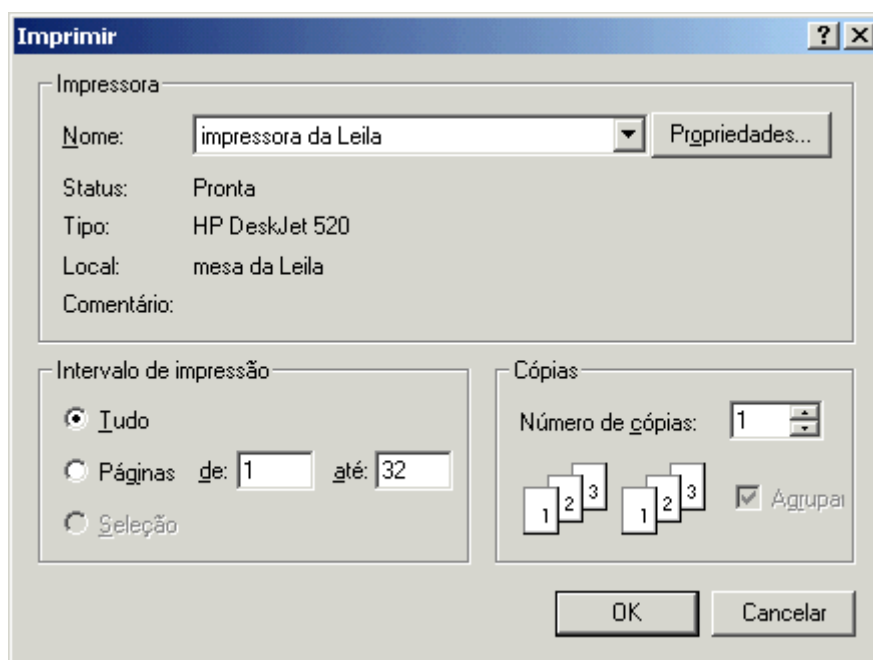 Imprimir
Impressora
Nome: impressora da Leila Propriedades...
Status: Pronta
Tipo: HP DeskJet 520
Local: mesa da Leila
Comentário:
Intervalo de impressão
Tudo
Páginas de: 1 até: 32
Seleção
Cópias
Número de cópias: 1
1 2 3 1 2 3 Agrupar
OK Cancelar